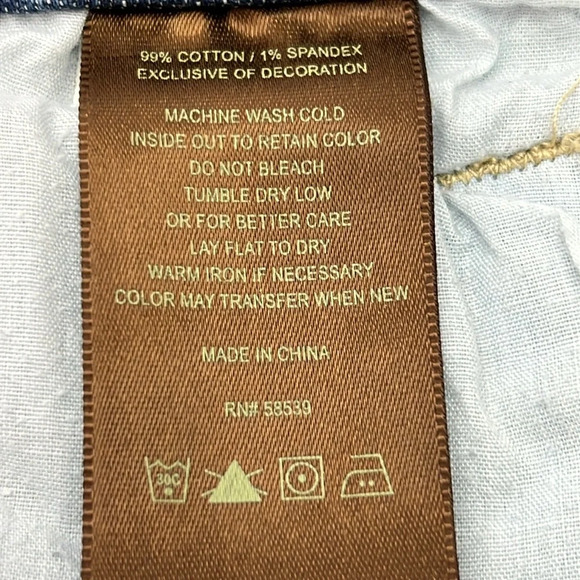 99% COTTON / 1% SPANDEX
EXCLUSIVE OF DECORATION
MACHINE WASH COLD
INSIDE OUT TO RETAIN COLOR
DO NOT BLEACH
TUMBLE DRY LOW
OR FOR BETTER CARE
LAY FLAT TO DRY
WARM IRON IF NECESSARY
COLOR MAY TRANSFER WHEN NEW
MADE IN CHINA
RN# 58539
30C